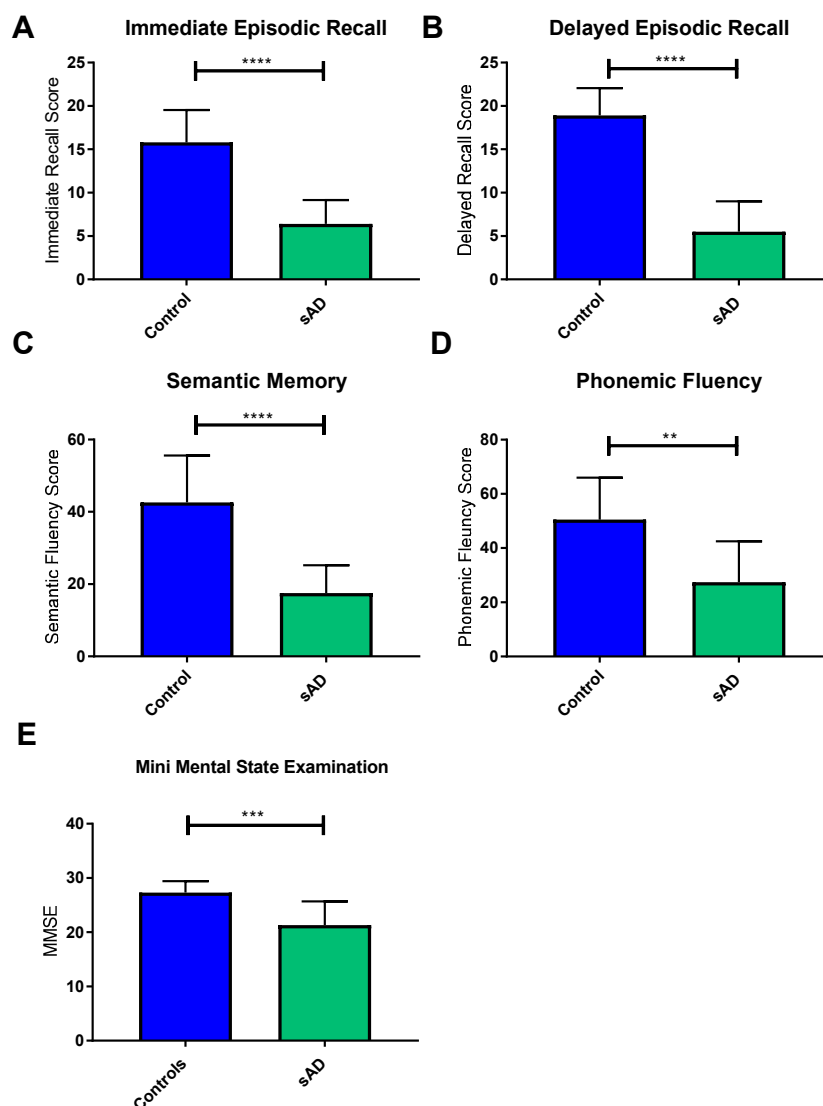 A
Immediate Episodic Recall
****
Immediate Recall Score
25
20
15
10
5
0
Control
sAD
B
Delayed Episodic Recall
****
Delayed Recall Score
25
20
15
10
5
0
Control
sAD
C
Semantic Memory
****
Semantic Fluency Score
60
40
20
0
Control
sAD
D
Phonemic Fluency
**
Phonemic Fleuncy Score
80
60
40
20
0
Control
sAD
E
Mini Mental State Examination
***
MMSE
40
30
20
10
0
Controls
sAD